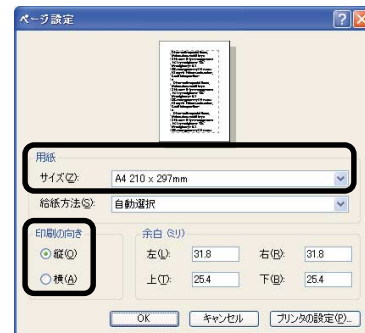 ページ設定
用紙
サイズ(Z): A4 210 x 297mm
給紙方法(S): 自動選択
印刷の向き
縦(O)
横(A)
余白 (ミリ)
左(L): 31.8 右(R): 31.8
上(T): 25.4 下(B): 25.4
OK キャンセル プリンタの設定(P)...